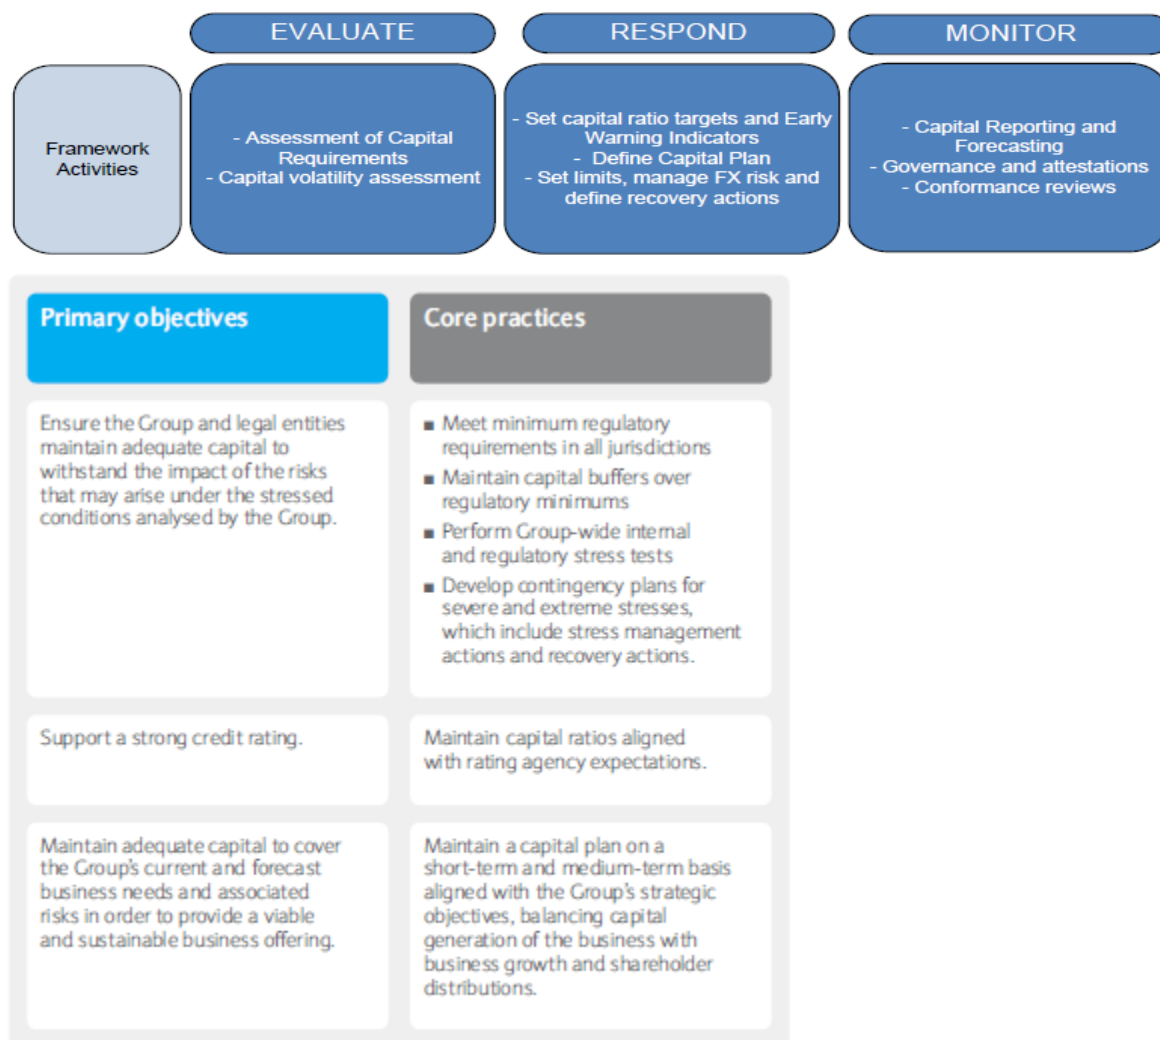 EVALUATE
RESPOND
MONITOR
Framework
Activities
- Assessment of Capital
Requirements
- Capital volatility assessment
- Set capital ratio targets and Early
Warning Indicators
- Define Capital Plan
- Set limits, manage FX risk and
define recovery actions
- Capital Reporting and
Forecasting
- Governance and attestations
- Conformance reviews
Primary objectives
Core practices
Ensure the Group and legal entities
maintain adequate capital to
withstand the impact of the risks
that may arise under the stressed
conditions analysed by the Group.
■ Meet minimum regulatory
requirements in all jurisdictions
■ Maintain capital buffers over
regulatory minimums
■ Perform Group-wide internal
and regulatory stress tests
■ Develop contingency plans for
severe and extreme stresses,
which include stress management
actions and recovery actions.
Support a strong credit rating.
Maintain capital ratios aligned
with rating agency expectations.
Maintain adequate capital to cover
the Group's current and forecast
business needs and associated
risks in order to provide a viable
and sustainable business offering.
Maintain a capital plan on a
short-term and medium-term basis
aligned with the Group's strategic
objectives, balancing capital
generation of the business with
business growth and shareholder
distributions.